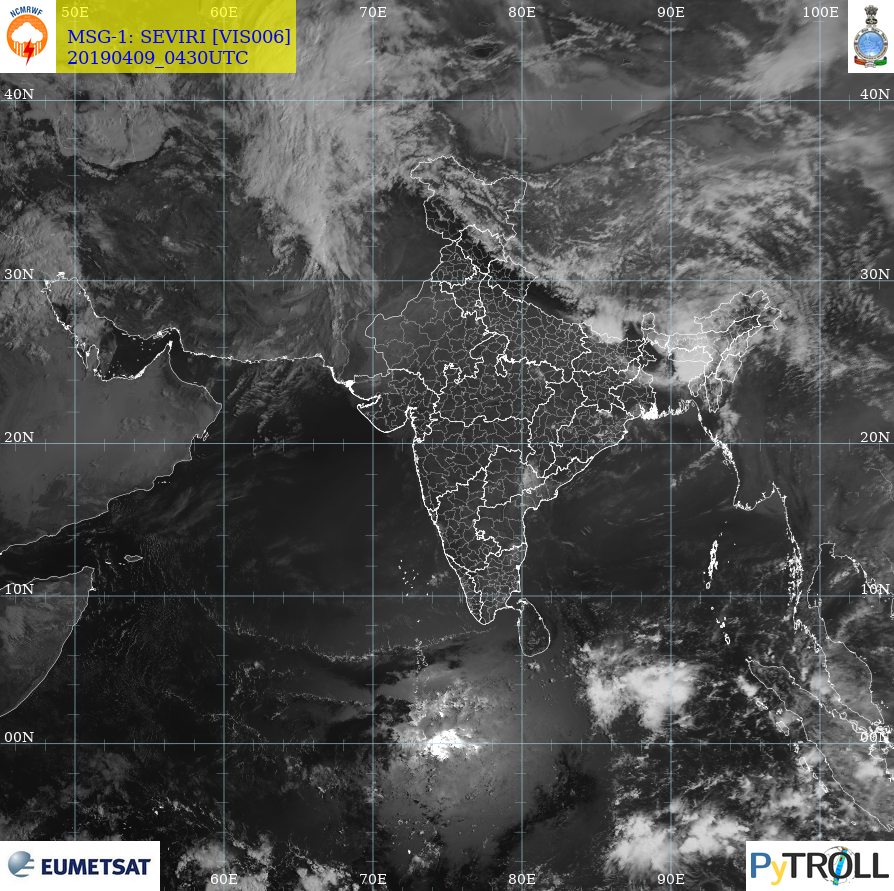 NCMRWF
50E 60E 70E 80E 90E 100E
MSG-1: SEVIRI [VIS006]
20190409_0430UTC
40N 40N
30N 30N
20N 20N
10N 10N
00N 00N
EUMETSAT
60E 70E 80E 90E
PyTROLL